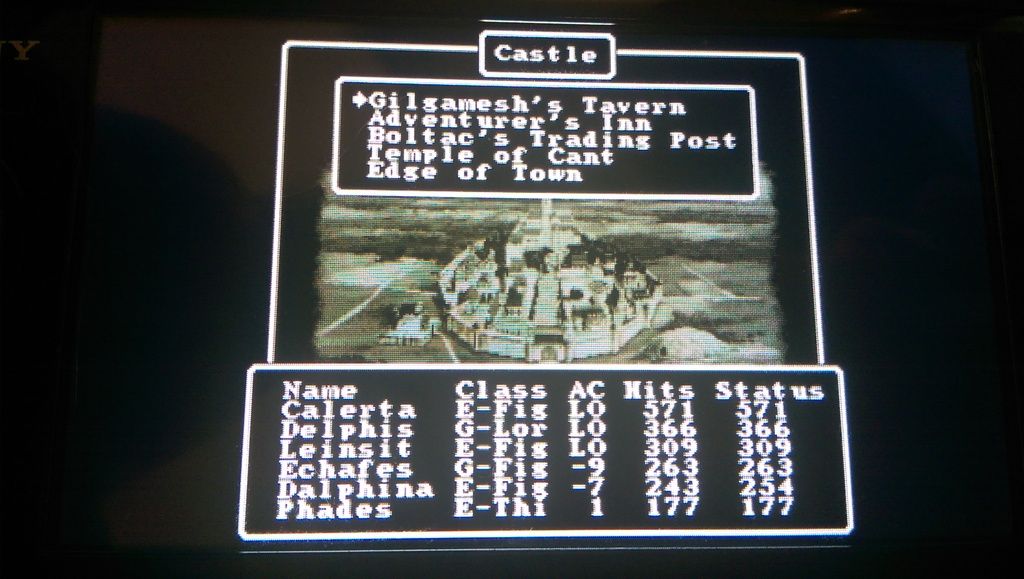 Y
Castle
Gilgamesh's Tavern
Adventurer's Inn
Boltac's Trading Post
Temple of Cant
Edge of Town
Name Class AC Hits Status
Calerta E-Fig LO 571 571
Delphis G-Lor LO 366 366
Leinsit E-Fig LO 309 309
Echafes G-Fig -9 263 263
Dalphina E-Fig -7 243 254
Phades E-Thi 1 177 177